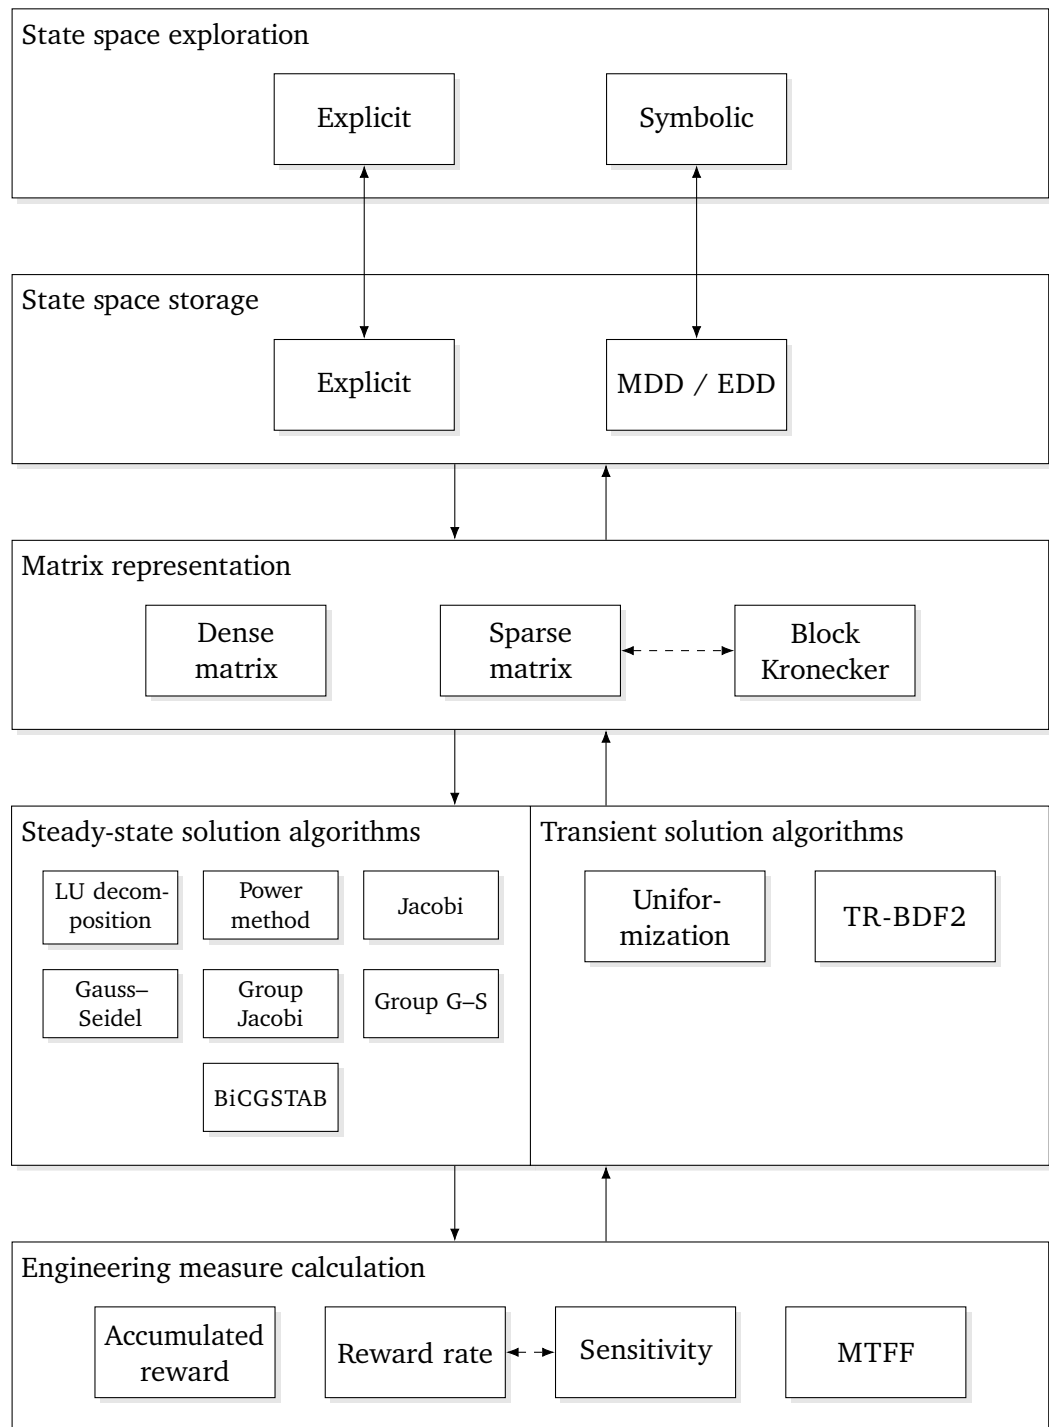 State space exploration
Explicit
Symbolic
State space storage
Explicit
MDD / EDD
Matrix representation
Dense
matrix
Sparse
matrix
Block
Kronecker
Steady-state solution algorithms
LU decom-
position
Power
method
Jacobi
Gauss–
Seidel
Group
Jacobi
Group G–S
BiCGSTAB
Transient solution algorithms
Unifor-
mization
TR-BDF2
Engineering measure calculation
Accumulated
reward
Reward rate
Sensitivity
MTFF